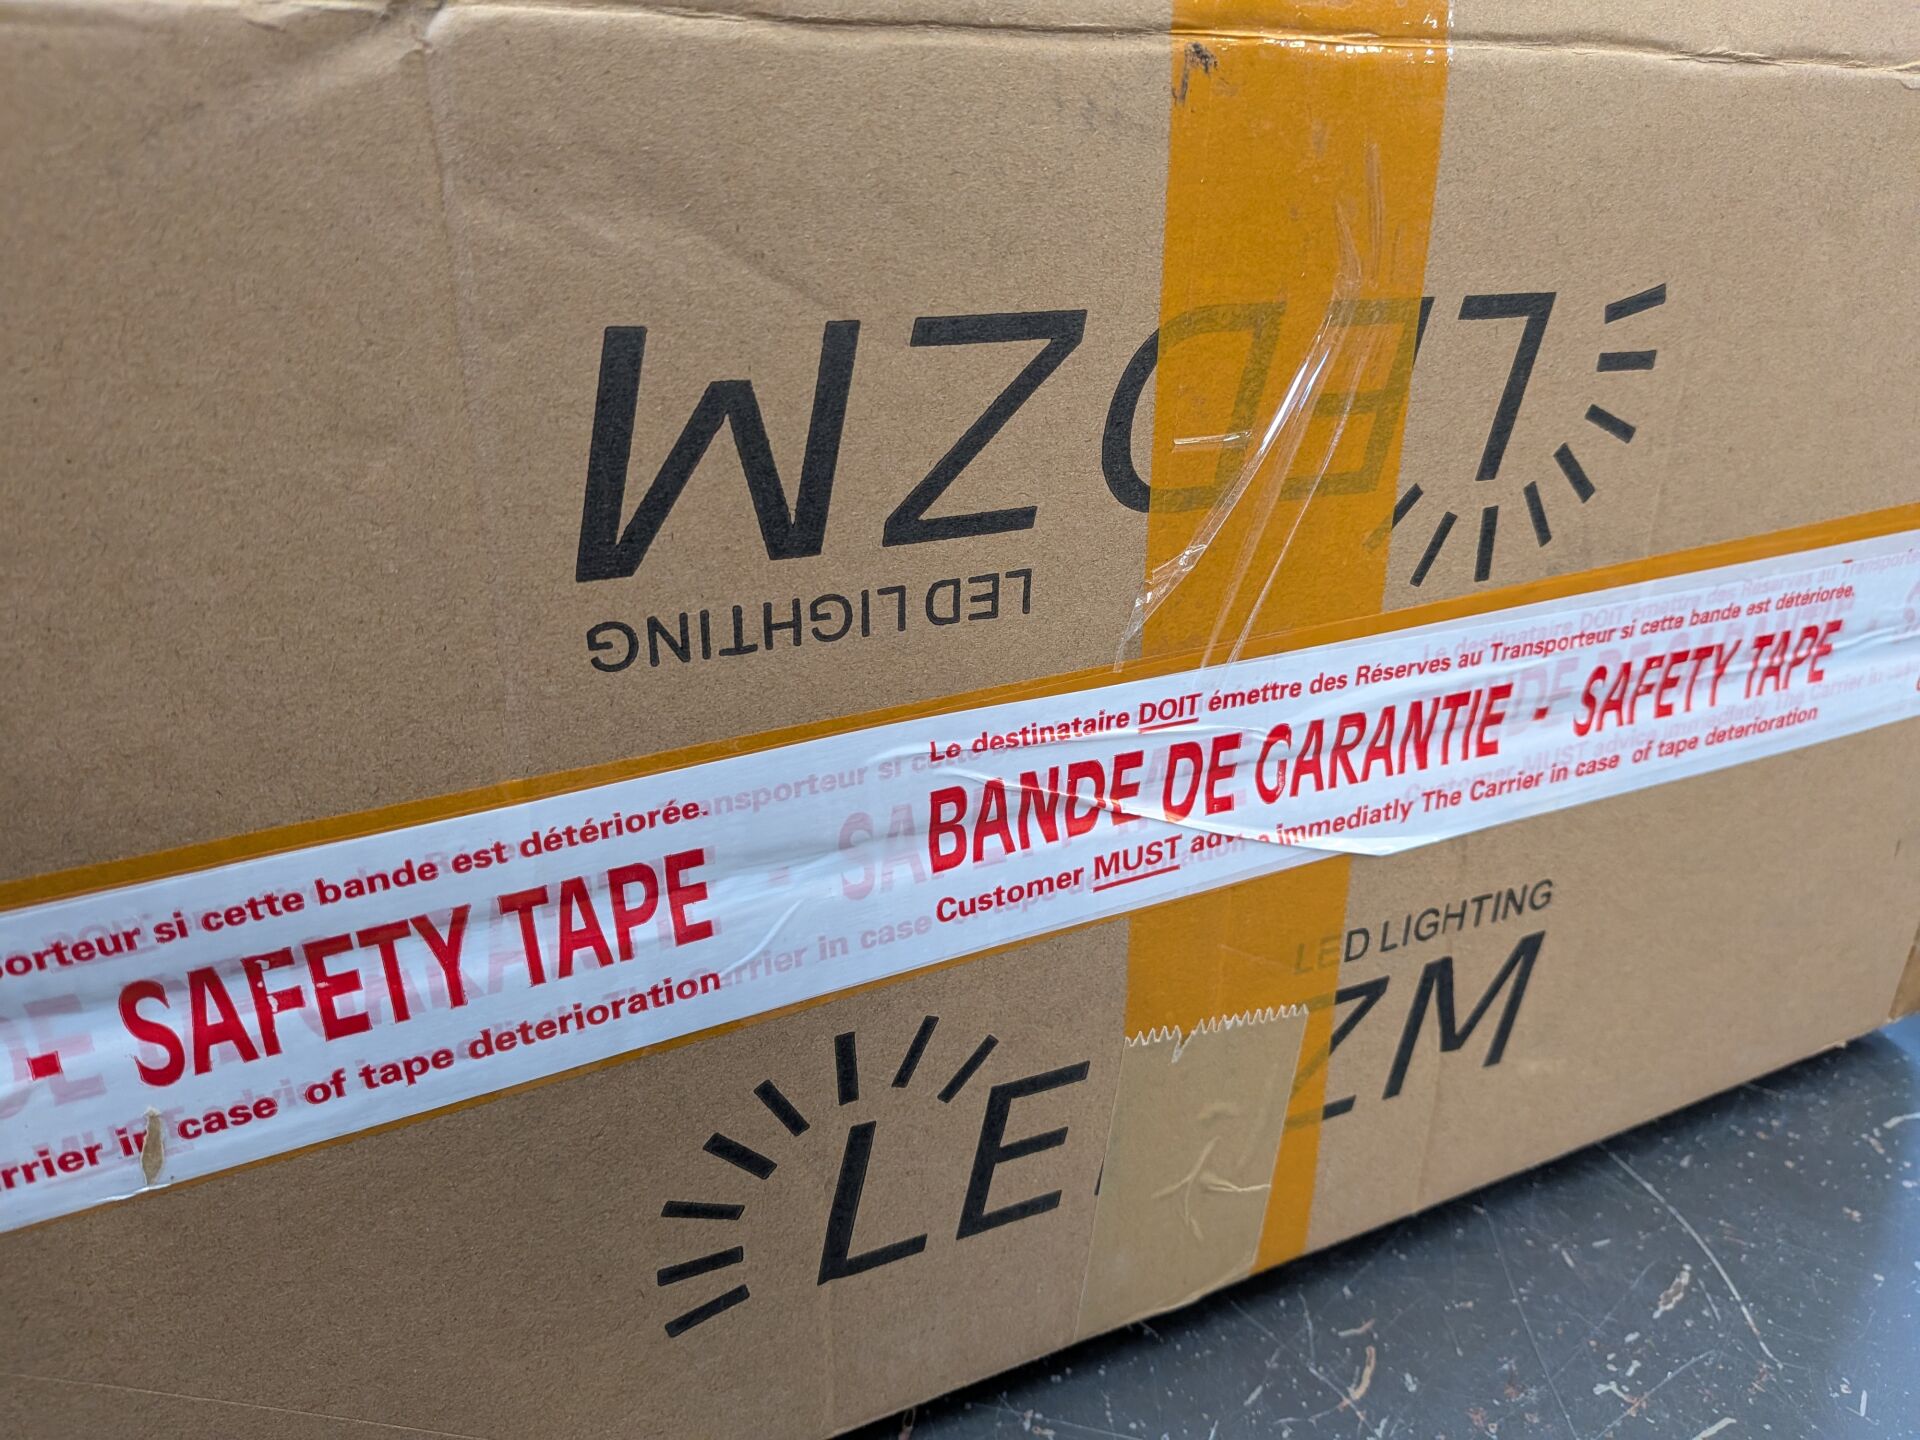 LEDZM
LED LIGHTING
Le destinataire DOIT émettre des Réserves au Transporteur si cette bande est détériorée.
BANDE DE GARANTIE - SAFETY TAPE
Customer MUST immediatly The Carrier in case of tape deterioration
si cette bande est détériorée.
- SAFETY TAPE
in case of tape deterioration
LED LIGHTING
LE ZM